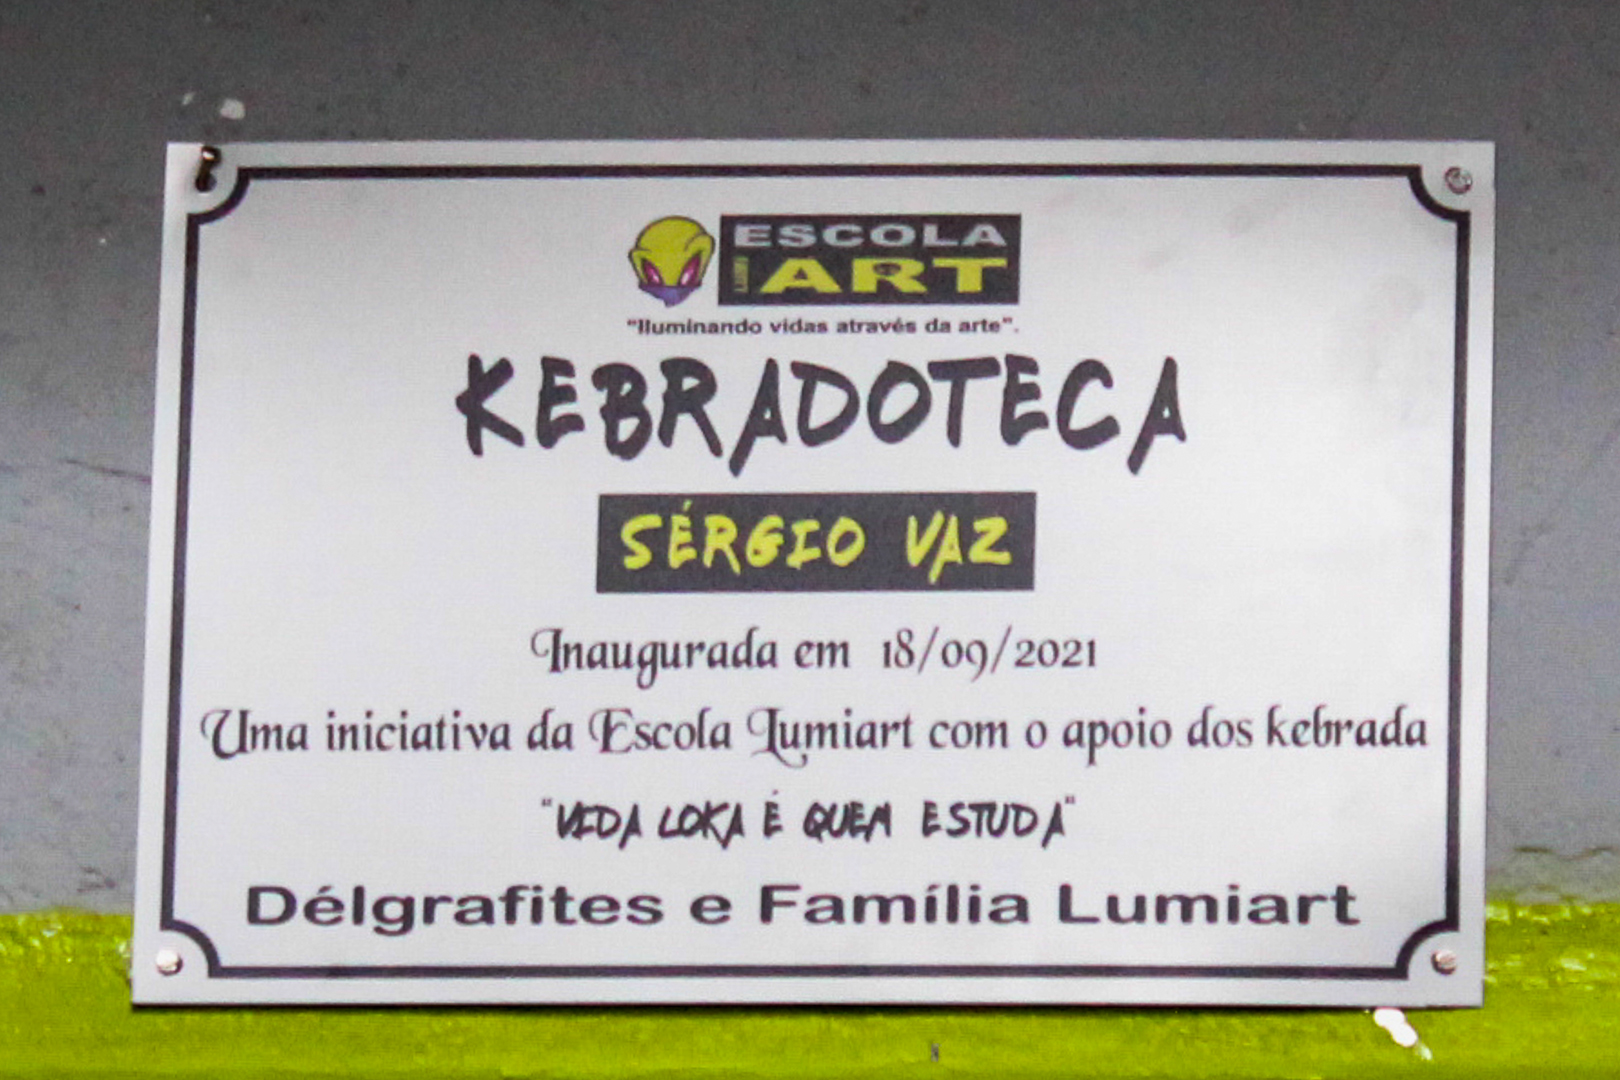 ESCOLA
LUMI ART
"Iluminando vidas através da arte".
KEBRADOTECA
SÉRGIO VAZ
Inaugurada em 18/09/2021
Uma iniciativa da Escola Lumiart com o apoio dos kebrada
"VIDA LOKA É QUEM ESTUDA"
Délgrafites e Família Lumiart